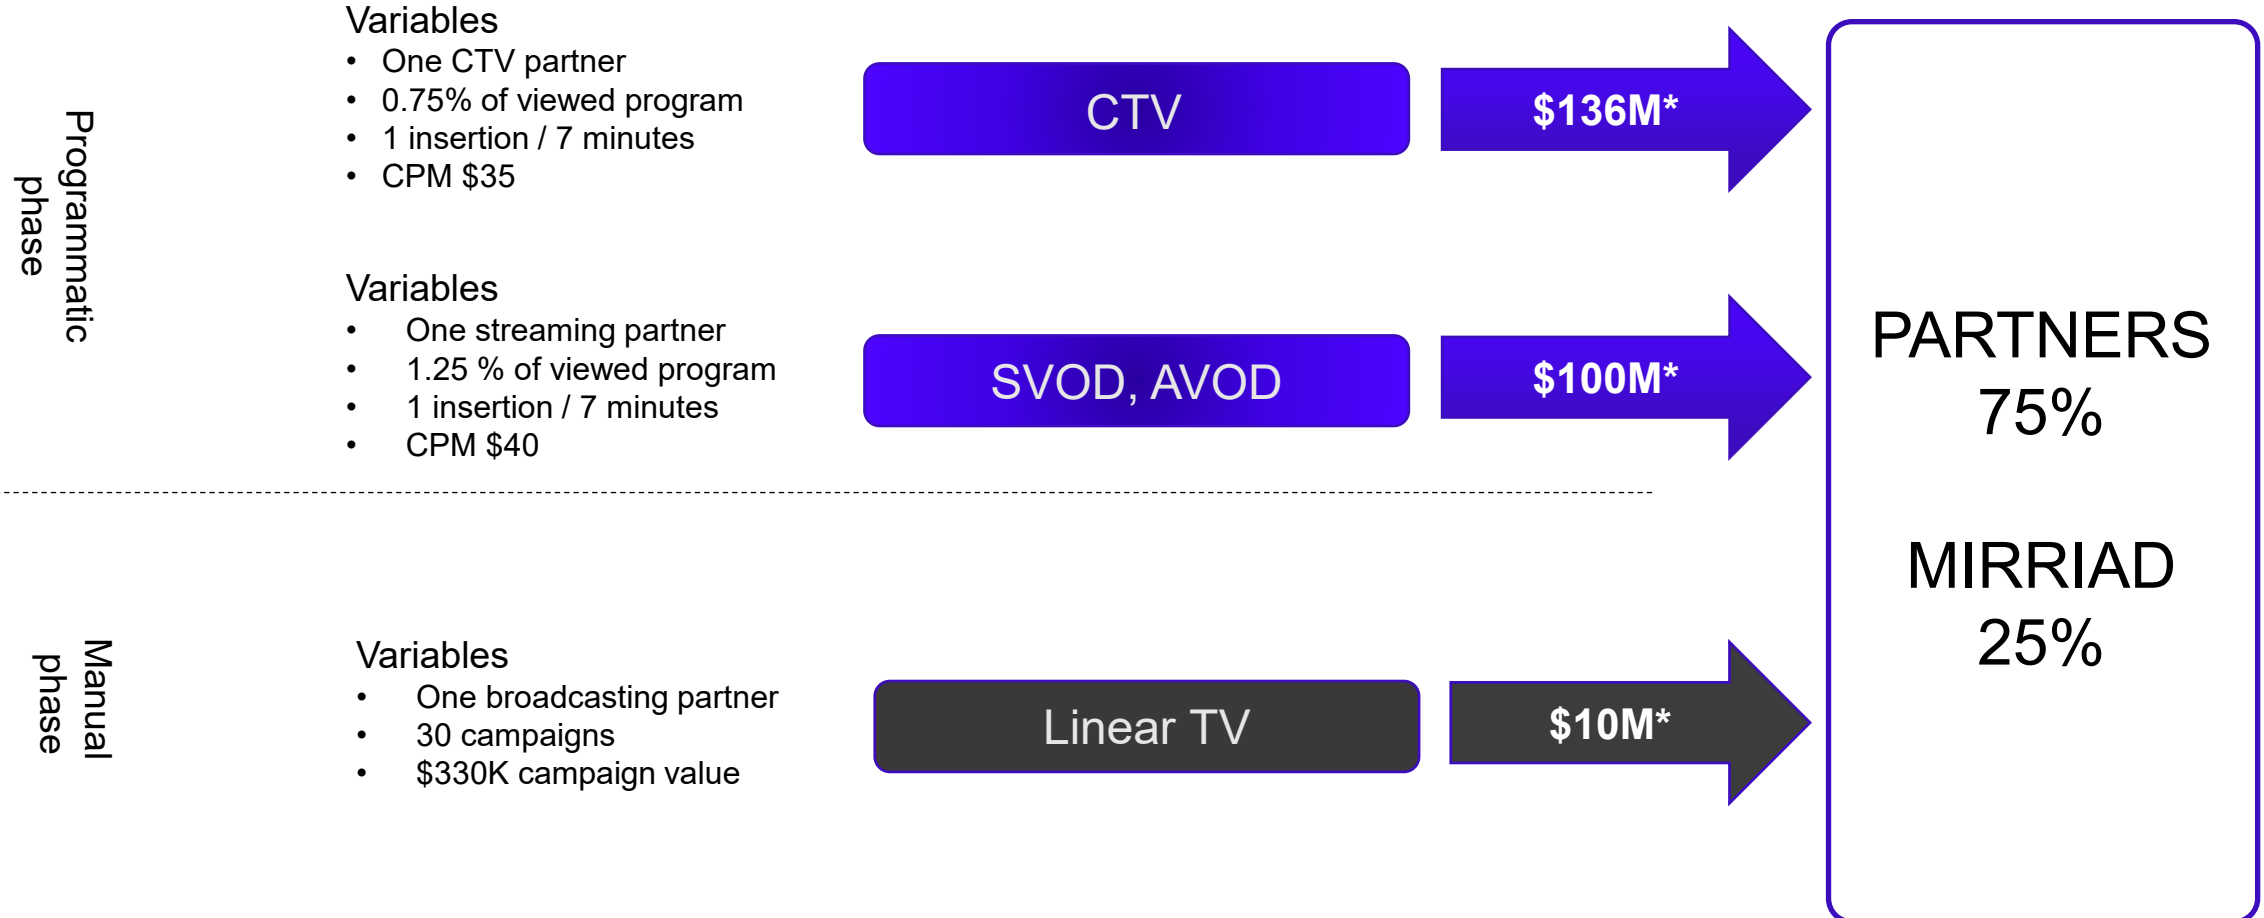 Programmatic
phase
Variables
• One CTV partner
• 0.75% of viewed program
• 1 insertion / 7 minutes
• CPM $35
CTV
$136M*
Variables
• One streaming partner
• 1.25 % of viewed program
• 1 insertion / 7 minutes
• CPM $40
SVOD, AVOD
$100M*
Manual
phase
Variables
• One broadcasting partner
• 30 campaigns
• $330K campaign value
Linear TV
$10M*
PARTNERS
75%
MIRRIAD
25%